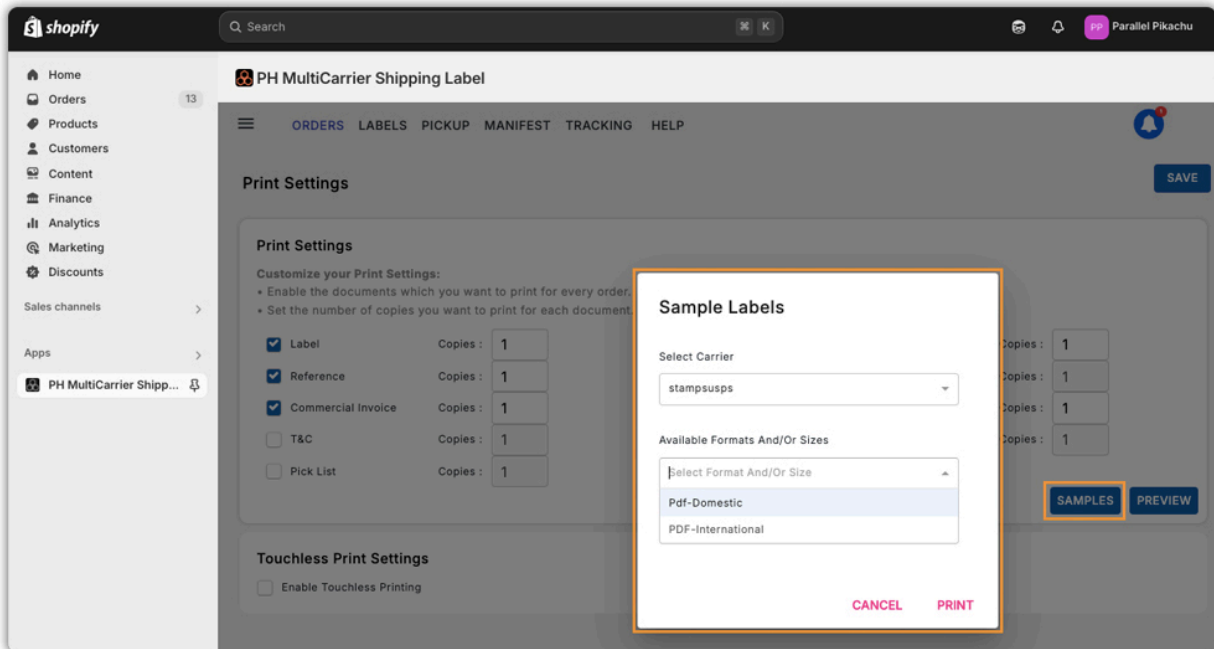 shopify
Search
⌘ K
PP Parallel Pikachu
Home
Orders 13
Products
Customers
Content
Finance
Analytics
Marketing
Discounts
Sales channels
Apps
PH MultiCarrier Shipp...
PH MultiCarrier Shipping Label
ORDERS LABELS PICKUP MANIFEST TRACKING HELP
Print Settings
SAVE
Print Settings
Customize your Print Settings:
• Enable the documents which you want to print for every order.
• Set the number of copies you want to print for each document.
Label Copies : 1
Reference Copies : 1
Commercial Invoice Copies : 1
T&C Copies : 1
Pick List Copies : 1
Copies : 1
Copies : 1
Copies : 1
Copies : 1
SAMPLES PREVIEW
Touchless Print Settings
Enable Touchless Printing
Sample Labels
Select Carrier
stampsusps
Available Formats And/Or Sizes
Select Format And/Or Size
Pdf-Domestic
PDF-International
CANCEL PRINT